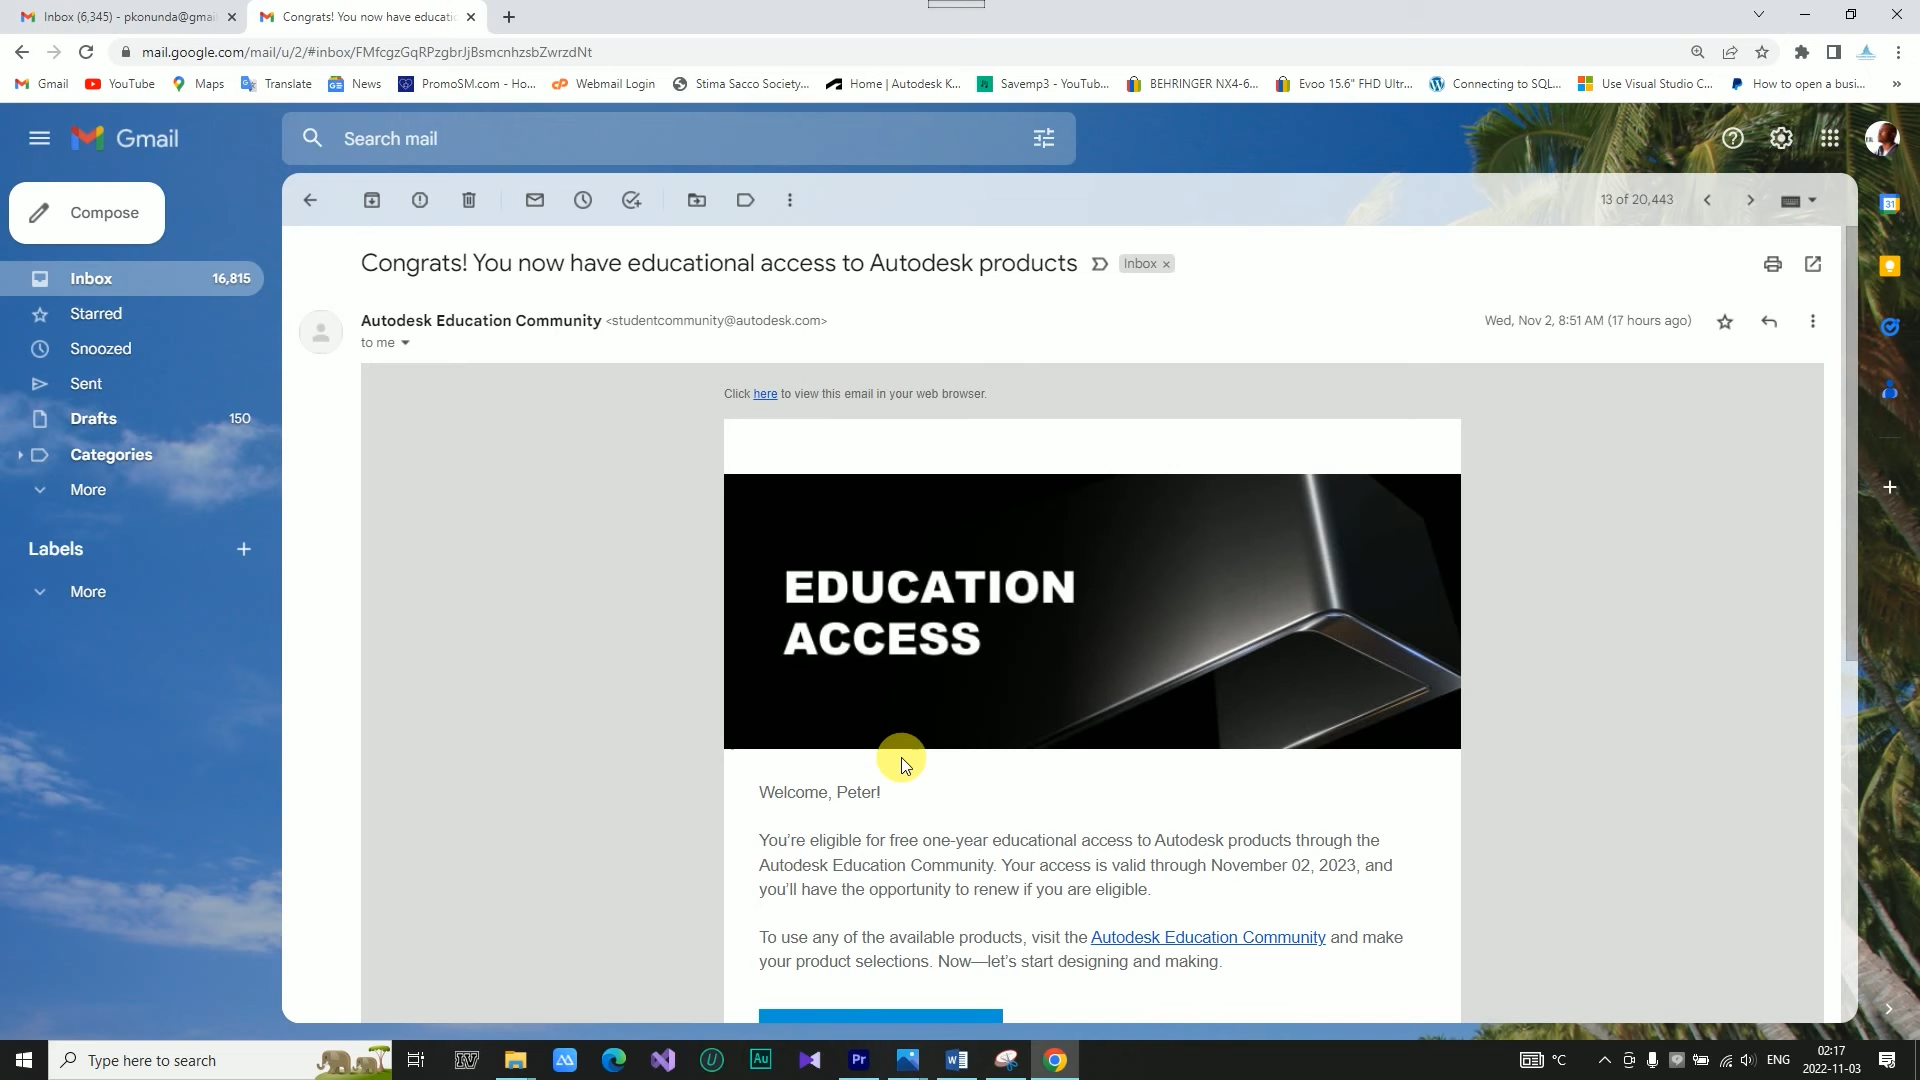 Inbox (6,345) - pkonunda@gmai
Congrats! You now have educatio
mail.google.com/mail/u/2/#inbox/FMfcgzGqRPzgbrJjBsmcnhzsbZwrzdNt
Gmail
YouTube
Maps
Translate
News
PromoSM.com - Ho...
Webmail Login
Stima Sacco Society...
Home | Autodesk K...
Savemp3 - YouTub...
BEHRINGER NX4-6...
Evoo 15.6" FHD Ultr...
Connecting to SQL...
Use Visual Studio C...
How to open a busi...
Gmail
Search mail
Compose
13 of 20,443
Inbox 16,815
Starred
Snoozed
Sent
Drafts 150
Categories
More
Labels
More
Congrats! You now have educational access to Autodesk products
Inbox ×
Autodesk Education Community <studentcommunity@autodesk.com>
Wed, Nov 2, 8:51 AM (17 hours ago)
to me
Click here to view this email in your web browser.
EDUCATION
ACCESS
Welcome, Peter!
You're eligible for free one-year educational access to Autodesk products through the
Autodesk Education Community. Your access is valid through November 02, 2023, and
you'll have the opportunity to renew if you are eligible.
To use any of the available products, visit the Autodesk Education Community and make
your product selections. Now—let's start designing and making.
Type here to search
°C
ENG
02:17
2022-11-03